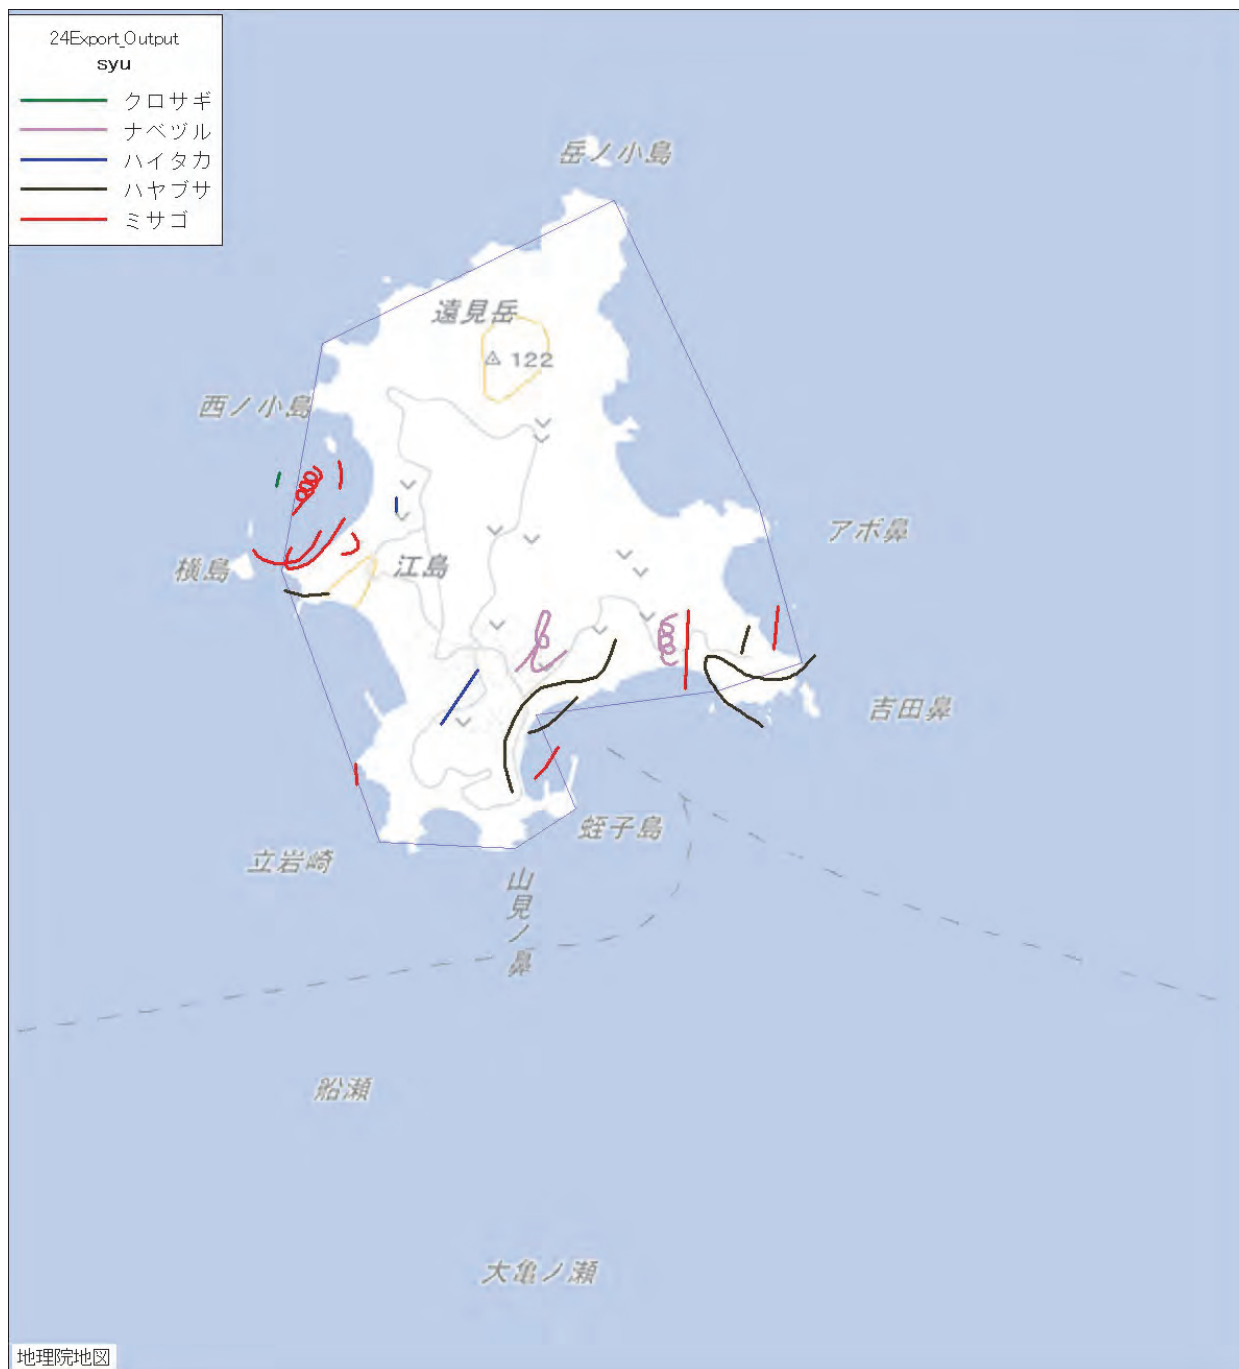 24Export_Output
syu
クロサギ
ナベヅル
ハイタカ
ハヤブサ
ミサゴ
岳ノ小島
遠見岳
122
西ノ小島
アボ鼻
横島
江島
吉田鼻
蛭子島
立岩崎
山見ノ鼻
船瀬
大亀ノ瀬
地理院地図